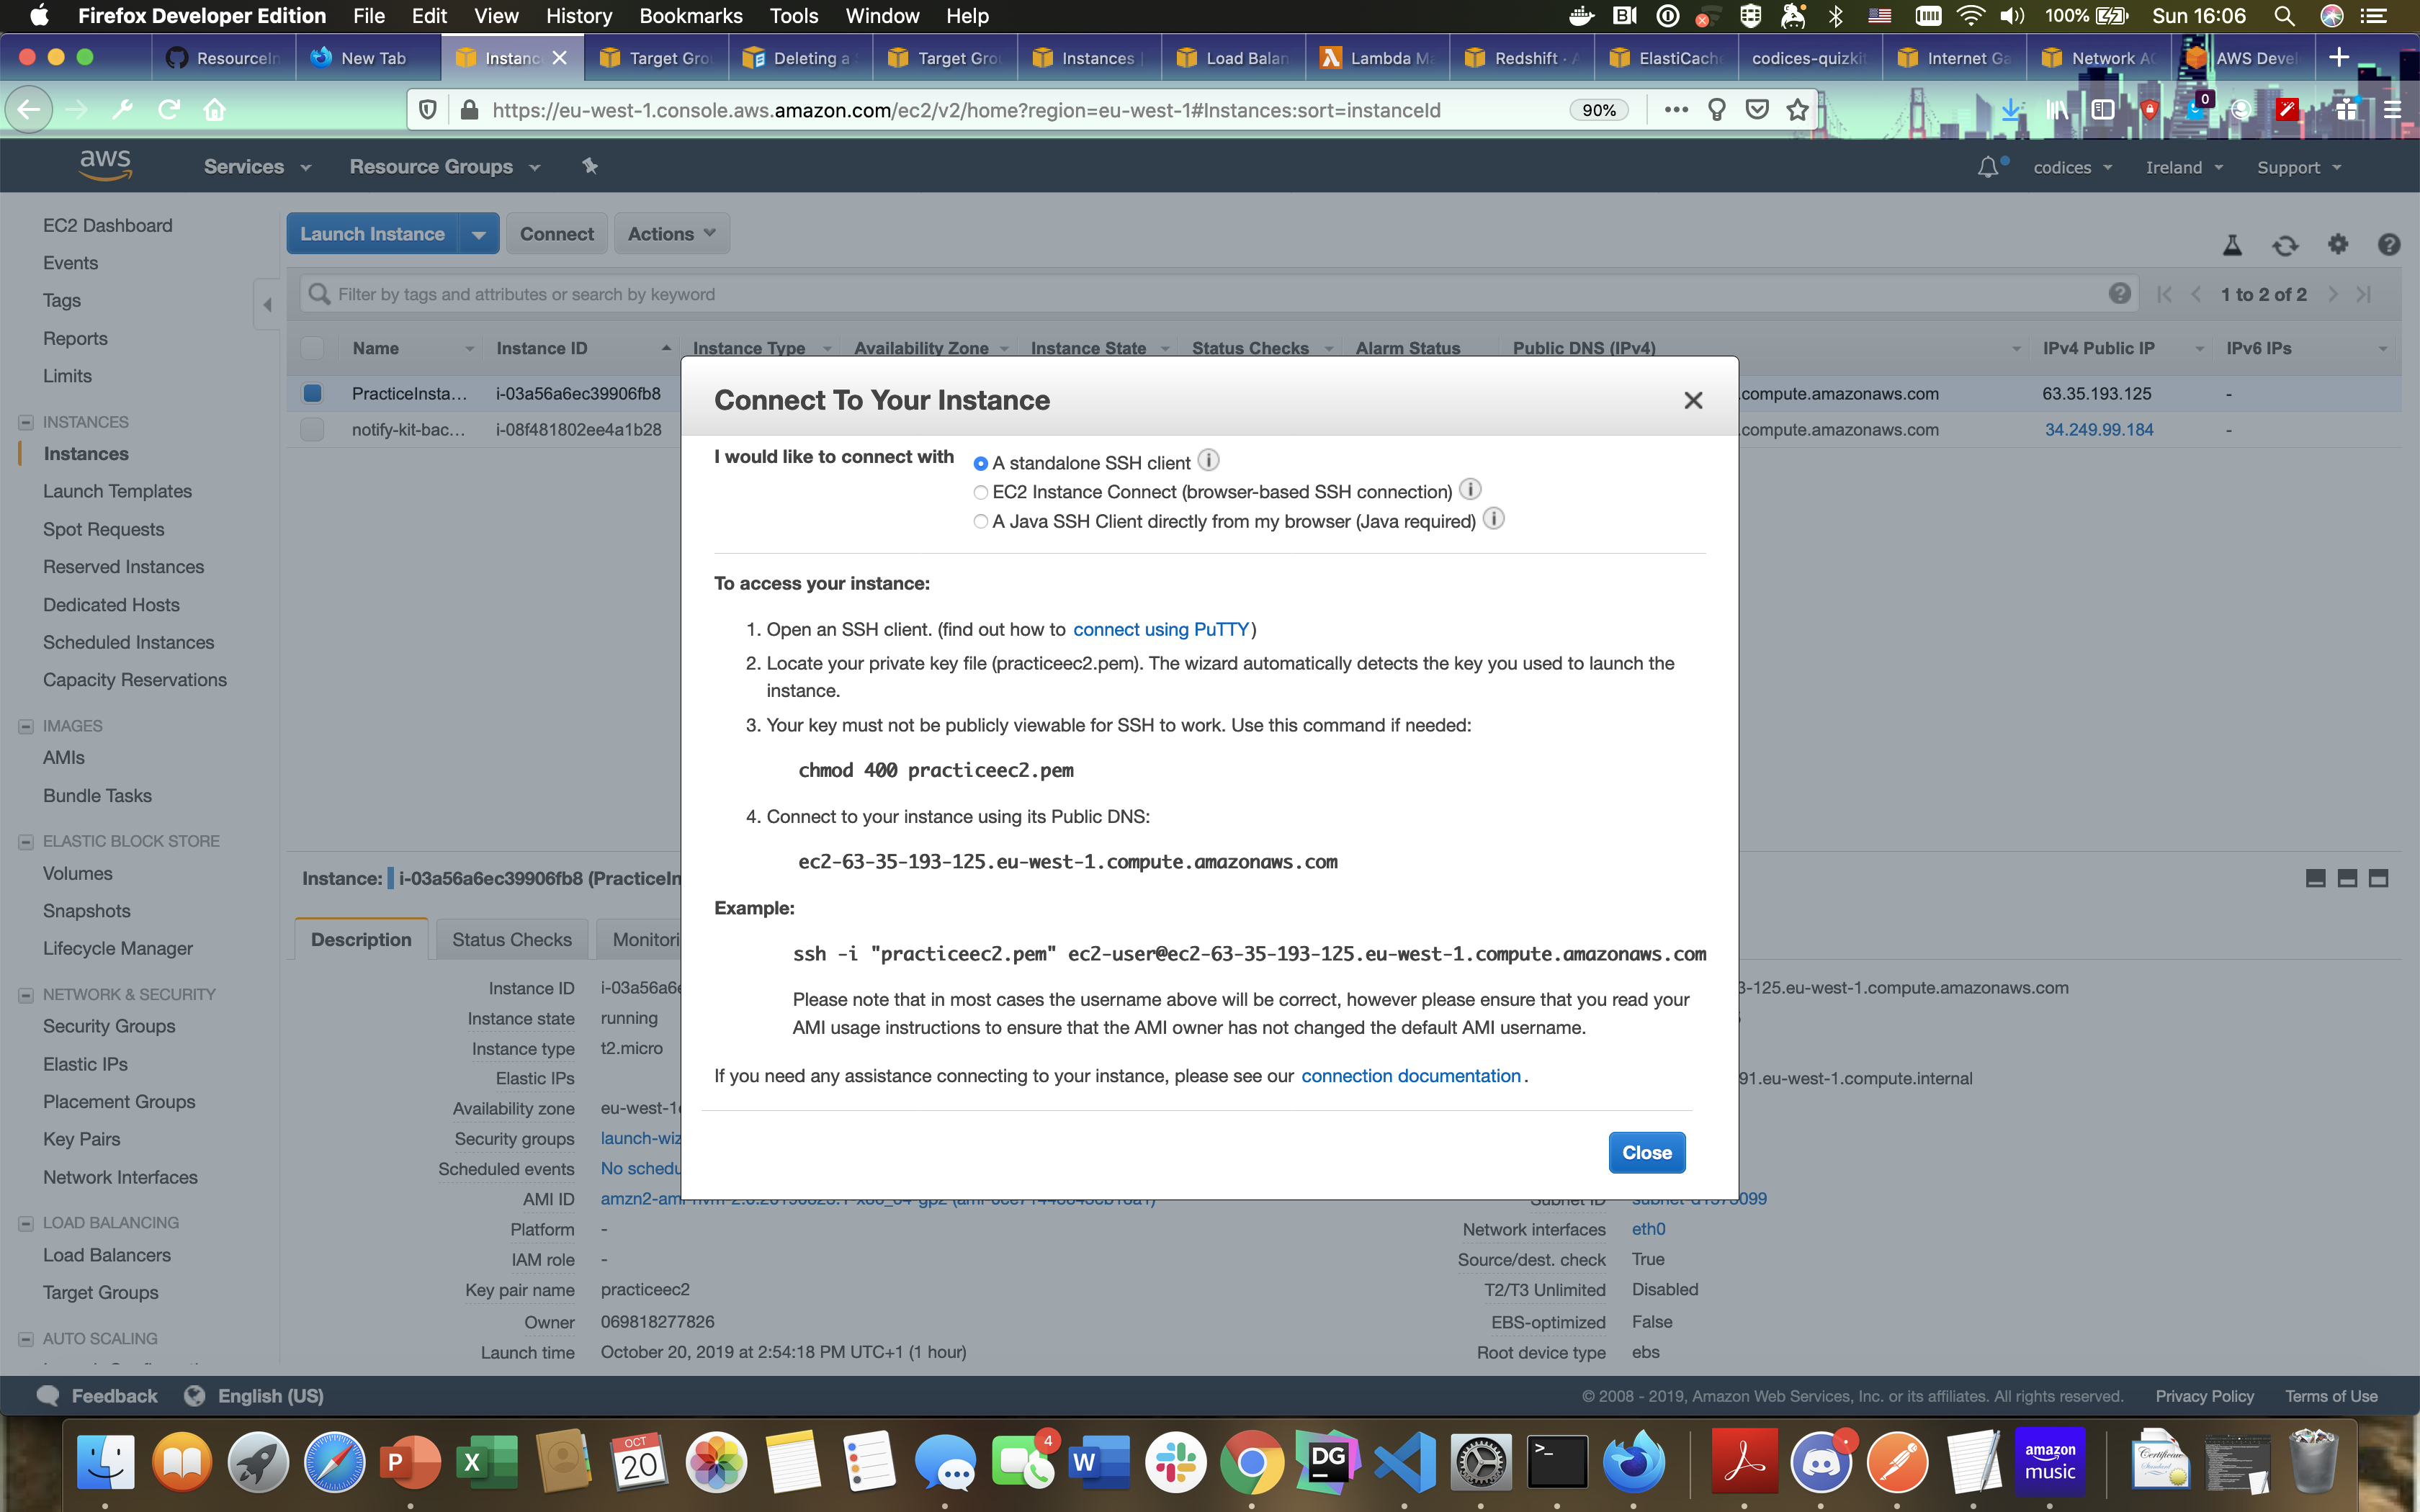 Firefox Developer Edition File Edit View History Bookmarks Tools Window Help 100% Sun 16:06
ResourceIn New Tab Instanc Target Gro Deleting a Target Gro Instances Load Balan Lambda M Redshift · A ElastiCach codices-quizkit Internet Ga Network AC AWS Devel
https://eu-west-1.console.aws.amazon.com/ec2/v2/home?region=eu-west-1#Instances:sort=instanceId 90% 0
aws Services Resource Groups codices Ireland Support
EC2 Dashboard
Events
Tags
Reports
Limits
INSTANCES
Instances
Launch Templates
Spot Requests
Reserved Instances
Dedicated Hosts
Scheduled Instances
Capacity Reservations
IMAGES
AMIs
Bundle Tasks
ELASTIC BLOCK STORE
Volumes
Snapshots
Lifecycle Manager
NETWORK & SECURITY
Security Groups
Elastic IPs
Placement Groups
Key Pairs
Network Interfaces
LOAD BALANCING
Load Balancers
Target Groups
AUTO SCALING
Launch Instance Connect Actions
Filter by tags and attributes or search by keyword 1 to 2 of 2
Name Instance ID Instance Type Availability Zone Instance State Status Checks Alarm Status Public DNS (IPv4) IPv4 Public IP IPv6 IPs
PracticeInsta... i-03a56a6ec39906fb8 .compute.amazonaws.com 63.35.193.125 -
notify-kit-bac... i-08f481802ee4a1b28 .compute.amazonaws.com 34.249.99.184 -
Connect To Your Instance
I would like to connect with A standalone SSH client
EC2 Instance Connect (browser-based SSH connection)
A Java SSH Client directly from my browser (Java required)
To access your instance:
1. Open an SSH client. (find out how to connect using PuTTY)
2. Locate your private key file (practiceec2.pem). The wizard automatically detects the key you used to launch the
instance.
3. Your key must not be publicly viewable for SSH to work. Use this command if needed:
chmod 400 practiceec2.pem
4. Connect to your instance using its Public DNS:
ec2-63-35-193-125.eu-west-1.compute.amazonaws.com
Example:
ssh -i "practiceec2.pem" ec2-user@ec2-63-35-193-125.eu-west-1.compute.amazonaws.com
Please note that in most cases the username above will be correct, however please ensure that you read your
AMI usage instructions to ensure that the AMI owner has not changed the default AMI username.
If you need any assistance connecting to your instance, please see our connection documentation.
Close
Instance: i-03a56a6ec39906fb8 (PracticeIn
Description Status Checks Monitori
Instance ID i-03a56a6e 3-125.eu-west-1.compute.amazonaws.com
Instance state running
Instance type t2.micro
Elastic IPs 91.eu-west-1.compute.internal
Availability zone eu-west-1
Security groups launch-wiz
Scheduled events No schedu
AMI ID Subnet ID
Platform - Network interfaces eth0
IAM role - Source/dest. check True
Key pair name practiceec2 T2/T3 Unlimited Disabled
Owner 069818277826 EBS-optimized False
Launch time October 20, 2019 at 2:54:18 PM UTC+1 (1 hour) Root device type ebs
Feedback English (US) © 2008 - 2019, Amazon Web Services, Inc. or its affiliates. All rights reserved. Privacy Policy Terms of Use
P X OCT 20 4 W DG >_ amazon music Certificate